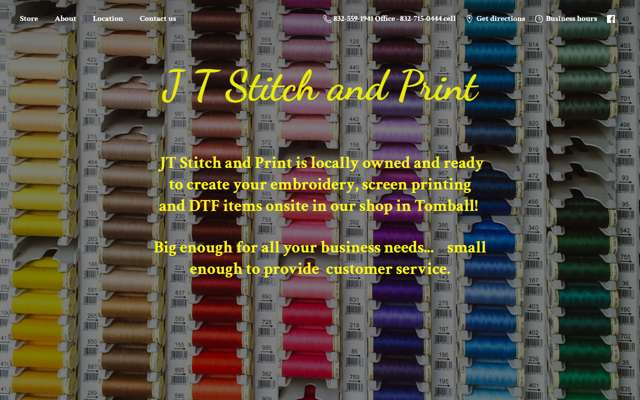 Store About Location Contact us 832-559-1941 Office - 832-715-0444 cell Get directions Business hours
J T Stitch and Print
JT Stitch and Print is locally owned and ready
to create your embroidery, screen printing
and DTF items onsite in our shop in Tomball!
Big enough for all your business needs... small
enough to provide customer service.